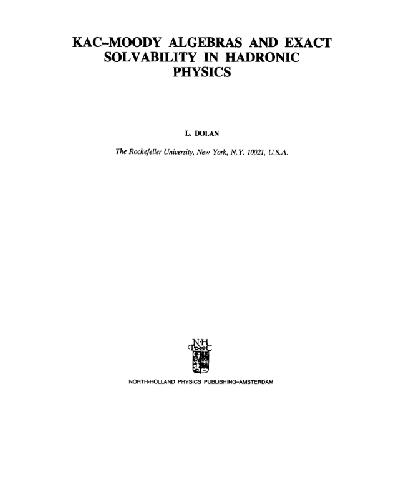 KAC-MOODY ALGEBRAS AND EXACT
SOLVABILITY IN HADRONIC
PHYSICS
L. DOLAN
The Rockefeller University, New York, N.Y. 10021, U.S.A.
N·H
NORTH-HOLLAND PHYSICS PUBLISHING-AMSTERDAM